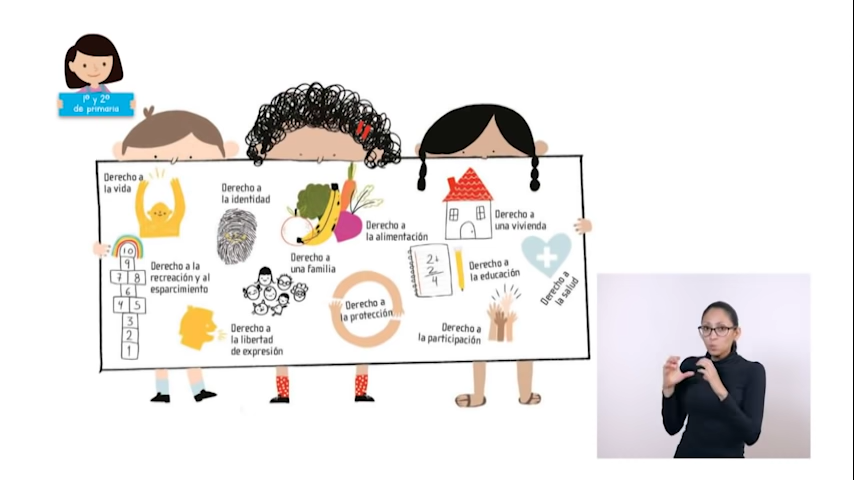 1º y 2º
de primaria
Derecho a
la vida
Derecho a
la identidad
Derecho a
la alimentación
Derecho a
una vivienda
Derecho a la
recreación y al
esparcimiento
Derecho a
una familia
Derecho a
la protección
Derecho a
la educación
Derecho a
la salud
Derecho a
la libertad
de expresión
Derecho a
la participación
10
9
7 8
6
4 5
3
2
1
2+
2
4